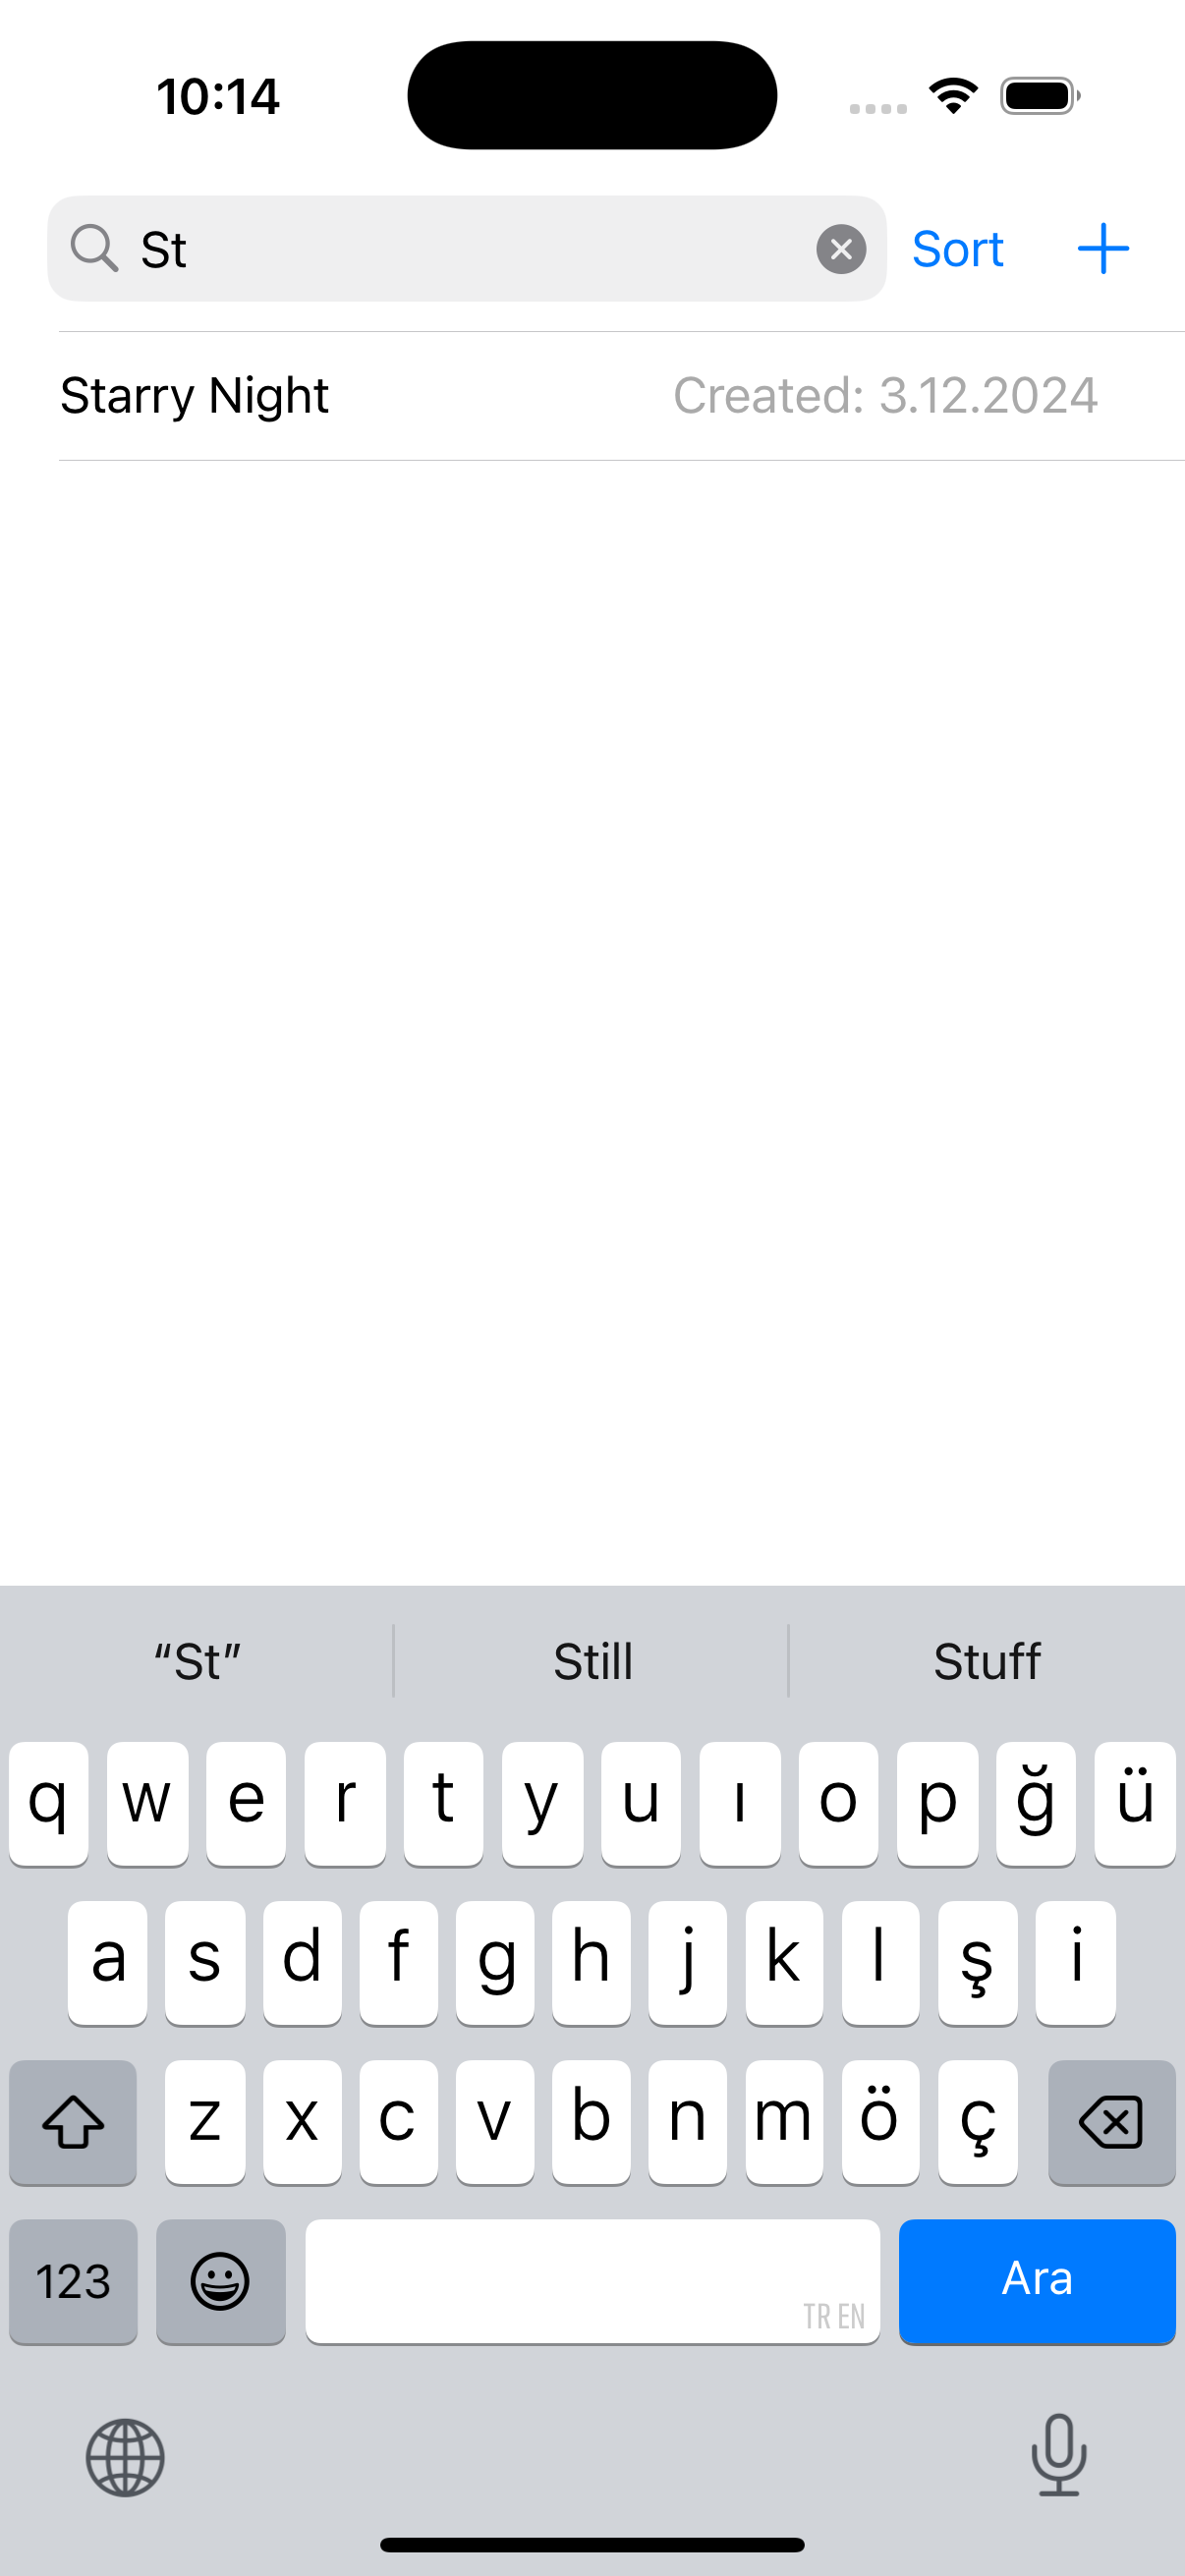 10:14
St Sort
Starry Night Created: 3.12.2024
“St” Still Stuff
q w e r t y u ı o p ğ ü
a s d f g h j k l ş i
z x c v b n m ö ç
123 TR EN Ara